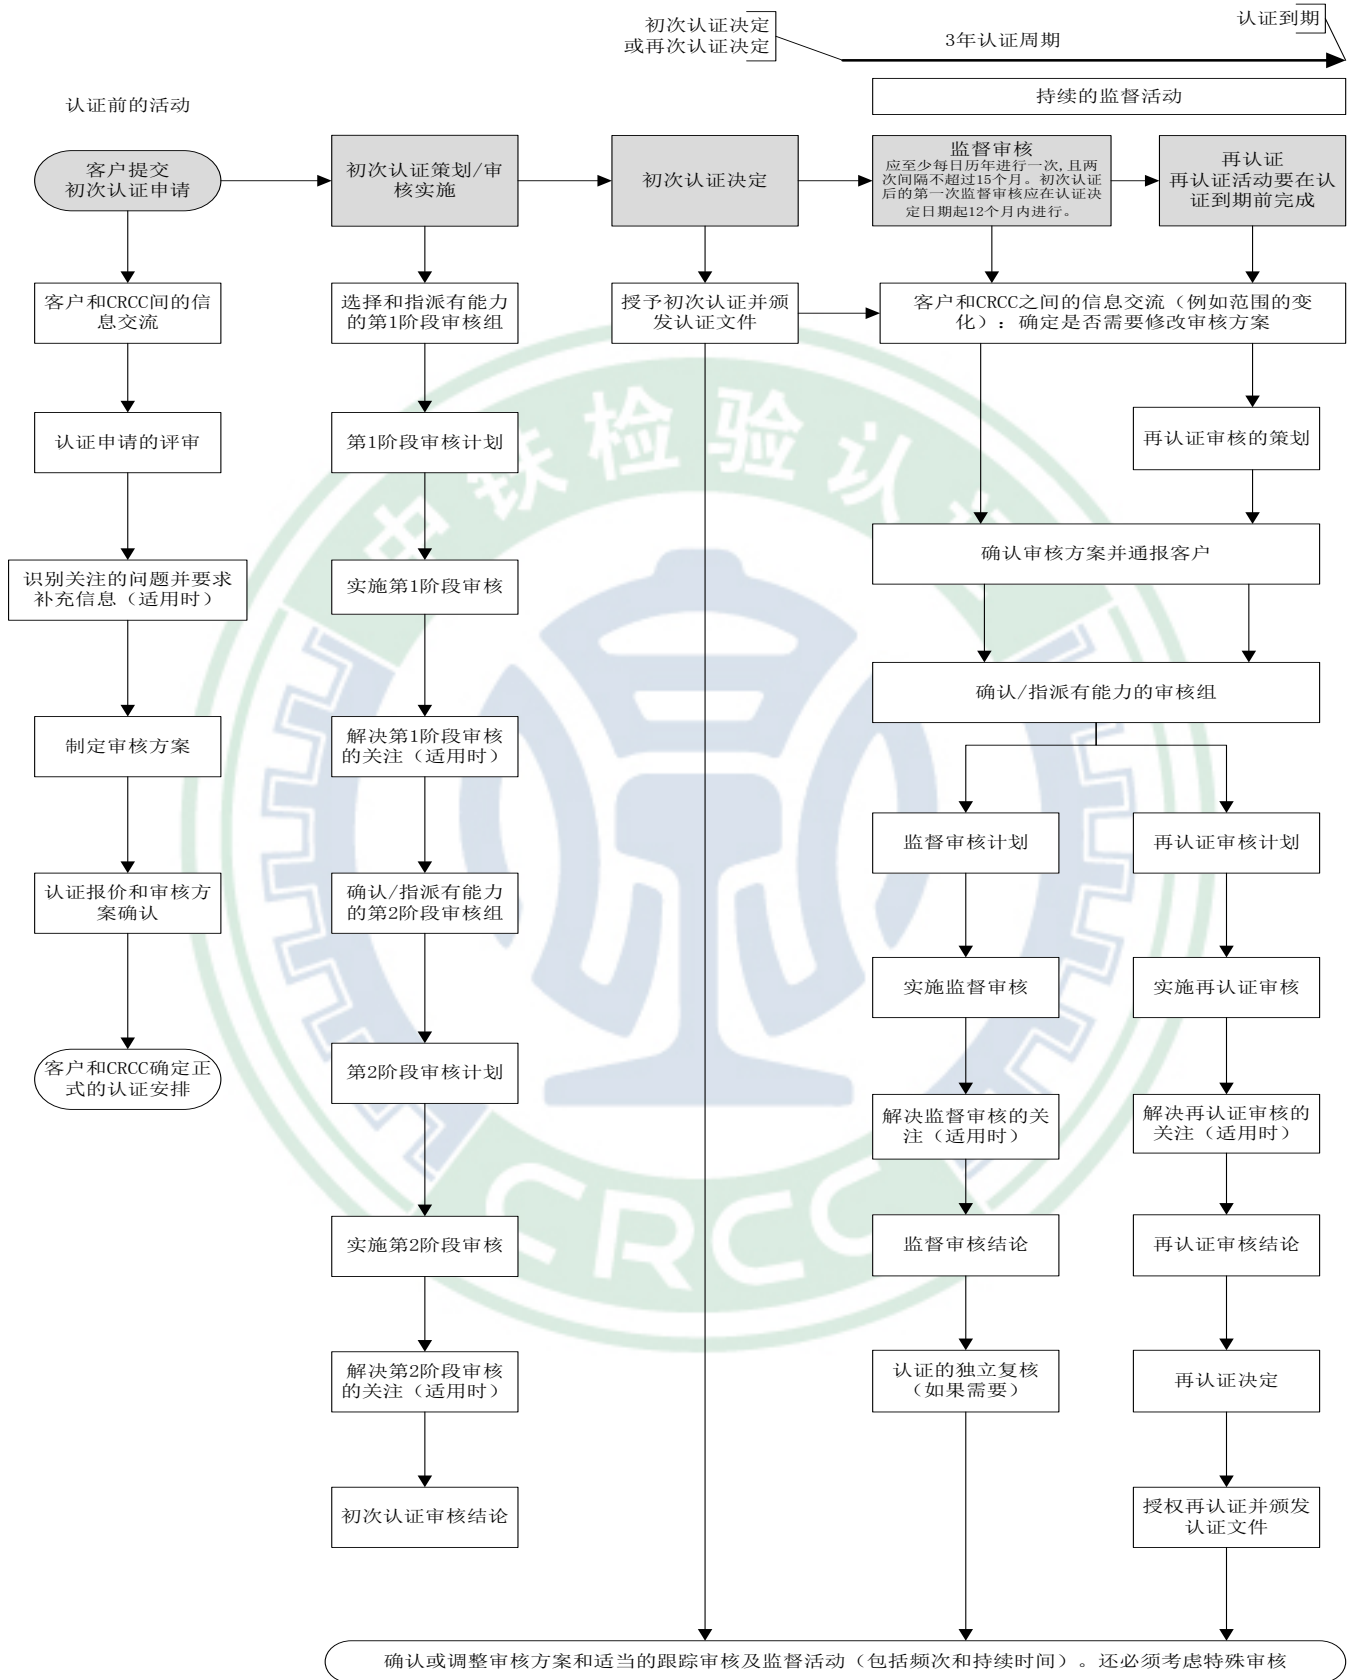 初次认证决定
或再次认证决定
3年认证周期
认证到期
认证前的活动
持续的监督活动
客户提交
初次认证申请
初次认证策划/审
核实施
初次认证决定
监督审核
应至少每日历年进行一次,且两
次间隔不超过15个月。初次认证
后的第一次监督审核应在认证决
定日期起12个月内进行。
再认证
再认证活动要在认
证到期前完成
客户和CRCC间的信
息交流
选择和指派有能力
的第1阶段审核组
授予初次认证并颁
发认证文件
客户和CRCC之间的信息交流（例如范围的变
化）：确定是否需要修改审核方案
认证申请的评审
第1阶段审核计划
再认证审核的策划
识别关注的问题并要求
补充信息（适用时）
实施第1阶段审核
确认审核方案并通报客户
确认/指派有能力的审核组
制定审核方案
解决第1阶段审核
的关注（适用时）
监督审核计划
再认证审核计划
认证报价和审核方
案确认
确认/指派有能力
的第2阶段审核组
实施监督审核
实施再认证审核
客户和CRCC确定正
式的认证安排
第2阶段审核计划
解决监督审核的关
注（适用时）
解决再认证审核的
关注（适用时）
实施第2阶段审核
监督审核结论
再认证审核结论
解决第2阶段审核
的关注（适用时）
认证的独立复核
（如果需要）
再认证决定
初次认证审核结论
授权再认证并颁发
认证文件
确认或调整审核方案和适当的跟踪审核及监督活动（包括频次和持续时间）。还必须考虑特殊审核
中铁检验认证
CRCC